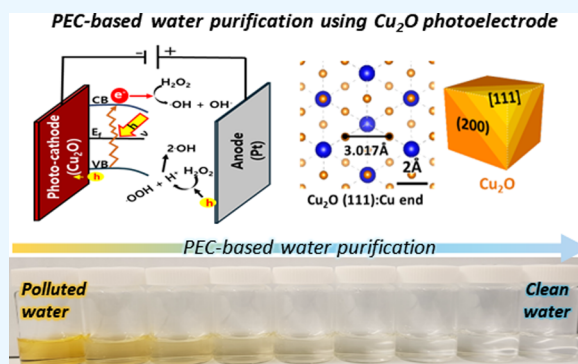 PEC-based water purification using Cu₂O photoelectrode
- +
Photo-cathode
(Cu₂O)
CB
e⁻
H₂O₂
·OH + OH⁻
Ef
VB
h
2·OH
·OOH + H⁺
H₂O₂
h
Anode
(Pt)
3.017Å
2Å
Cu₂O (111):Cu end
[111]
(200)
Cu₂O
PEC-based water purification
Polluted
water
Clean
water